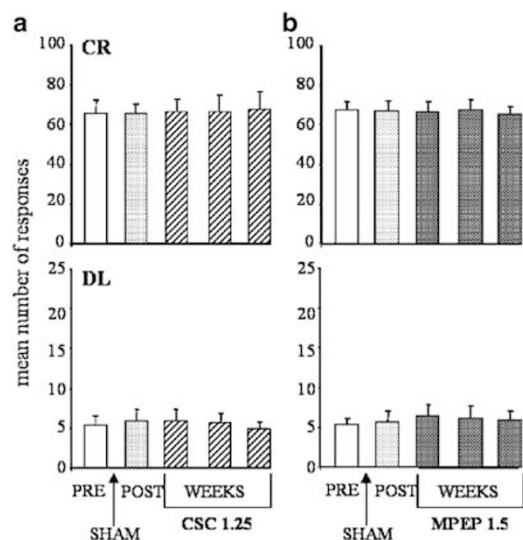 a
b
CR
100
80
60
40
20
0
100
80
60
40
20
0
mean number of responses
DL
25
20
15
10
5
0
25
20
15
10
5
0
PRE POST WEEKS
PRE POST WEEKS
CSC 1.25
MPEP 1.5
SHAM
SHAM